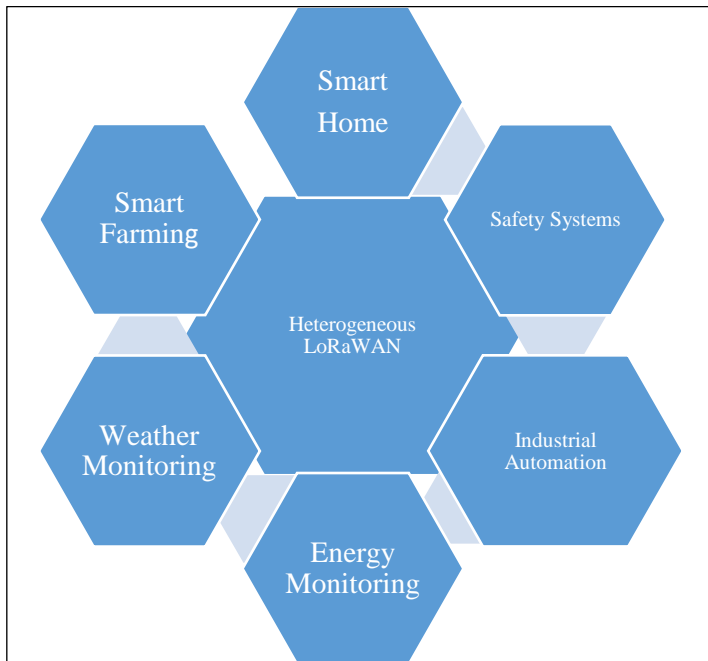 Smart
Home
Smart
Farming
Safety Systems
Heterogeneous
LoRaWAN
Weather
Monitoring
Industrial
Automation
Energy
Monitoring